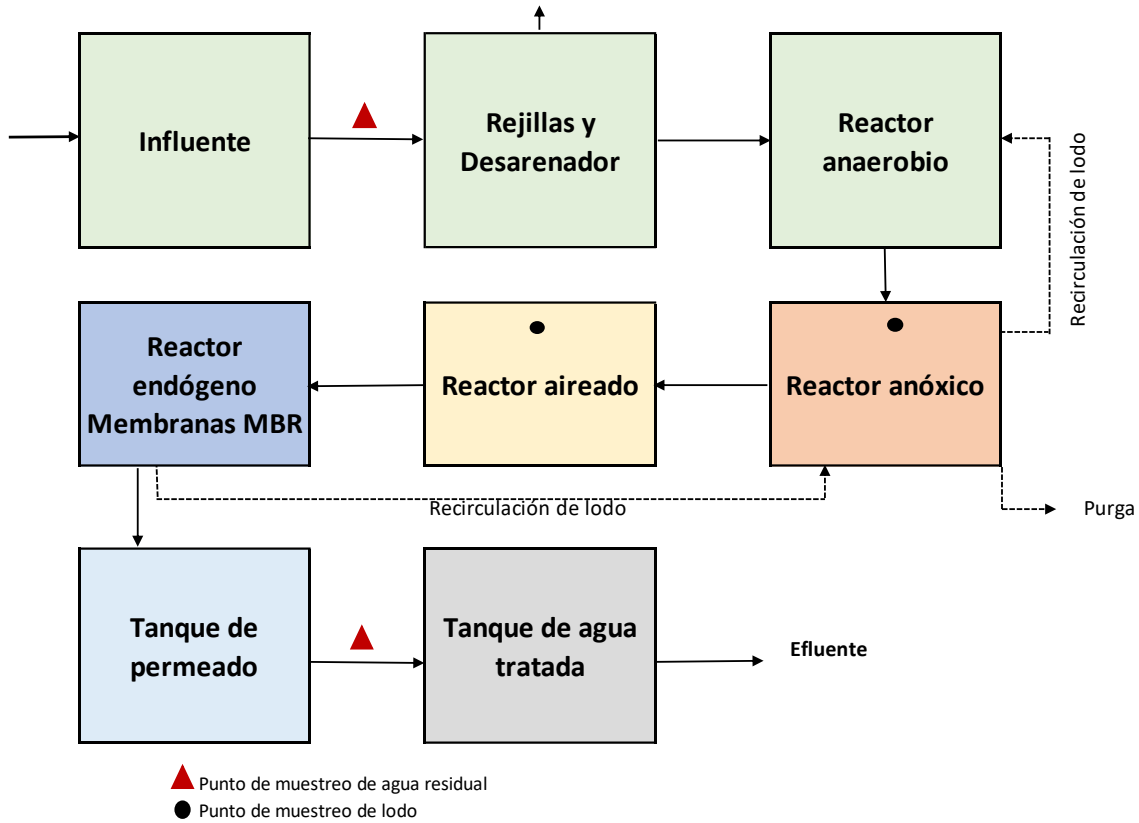 Influente
Rejillas y
Desarenador
Reactor
anaerobio
Recirculación de lodo
Reactor
endógeno
Membranas MBR
Reactor aireado
Reactor anóxico
Recirculación de lodo
Purga
Tanque de
permeado
Tanque de agua
tratada
Efluente
Punto de muestreo de agua residual
Punto de muestreo de lodo